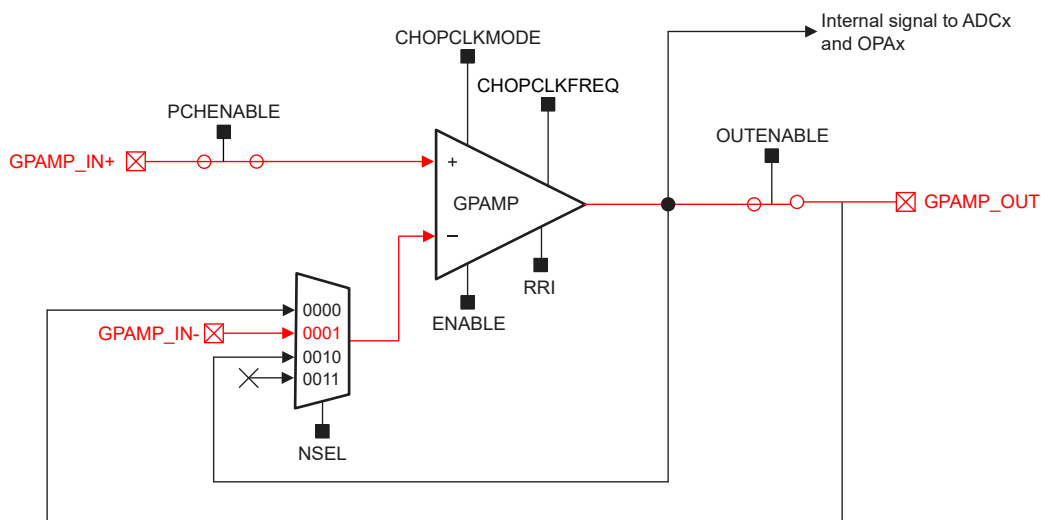 Internal signal to ADCx
and OPAx
CHOPCLKMODE
CHOPCLKFREQ
PCHENABLE
OUTENABLE
GPAMP_IN+
+
GPAMP
GPAMP_OUT
−
RRI
ENABLE
0000
GPAMP_IN-
0001
0010
0011
NSEL